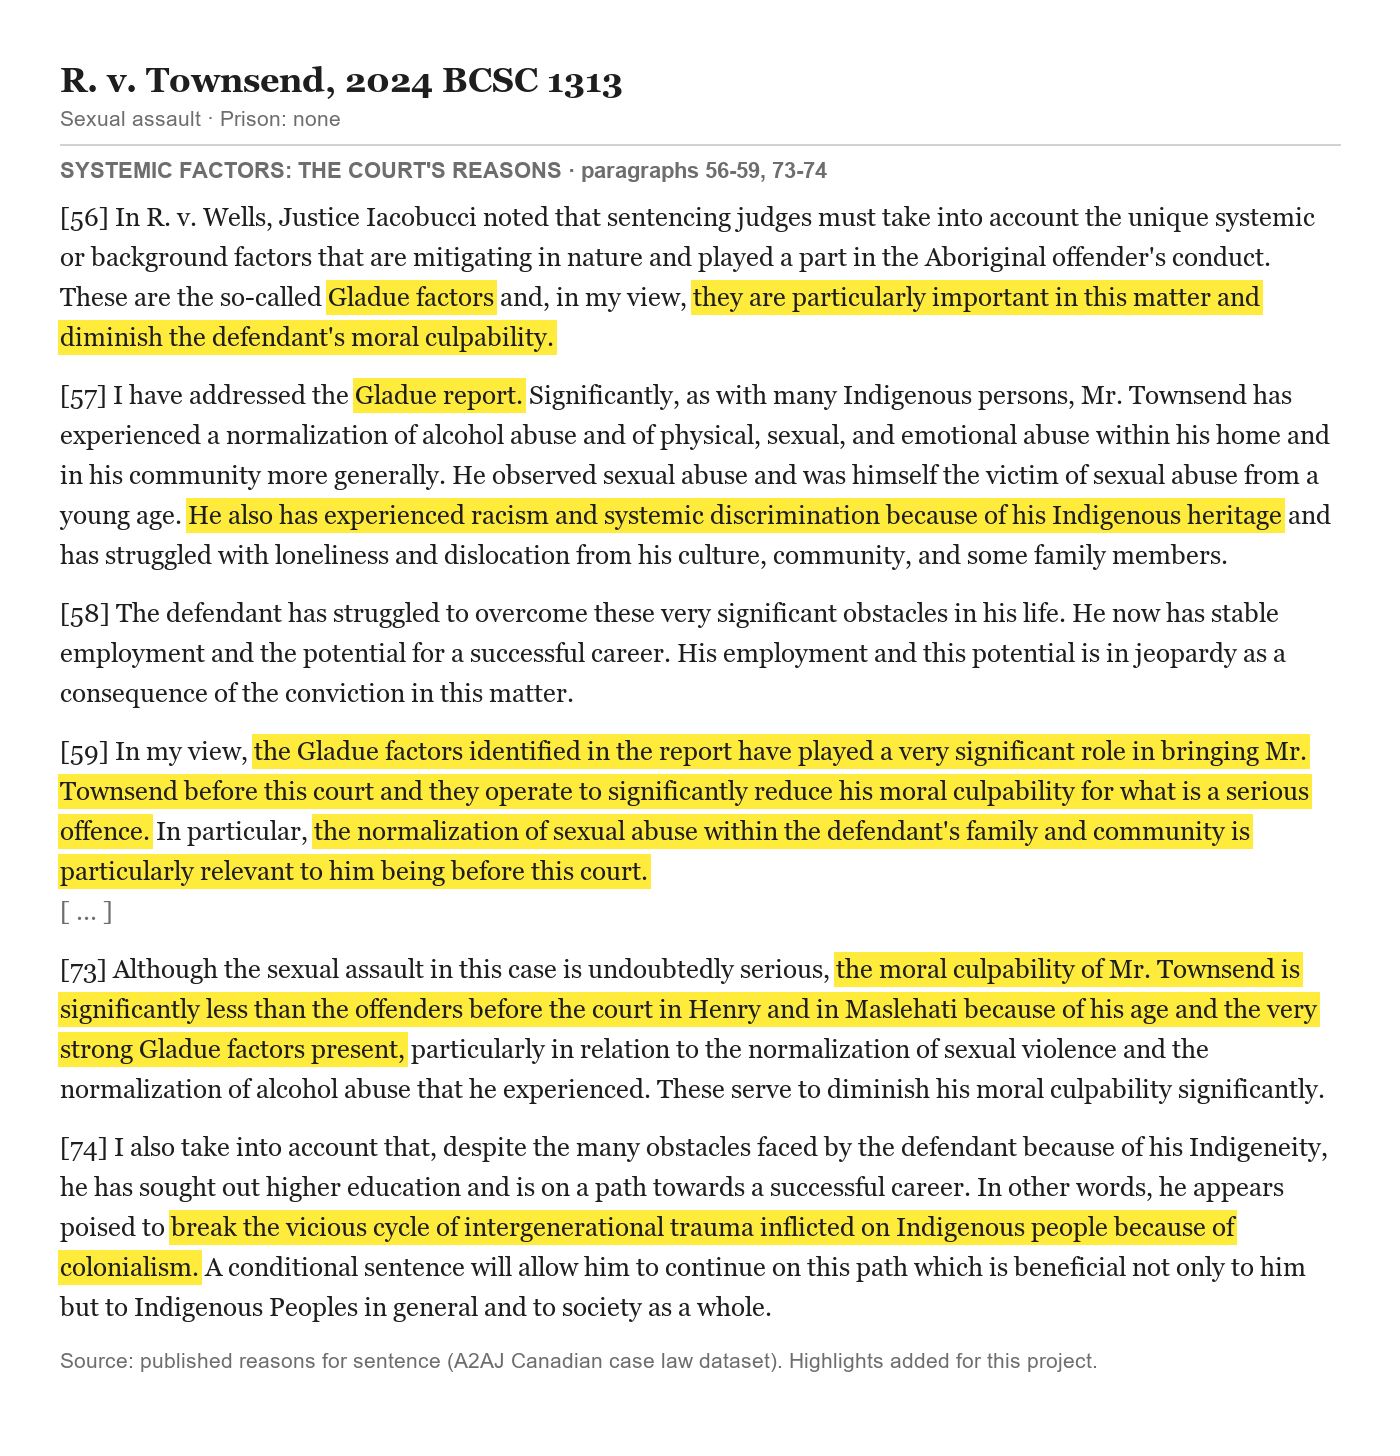 R. v. Townsend, 2024 BCSC 1313
Sexual assault · Prison: none
SYSTEMIC FACTORS: THE COURT'S REASONS · paragraphs 56-59, 73-74
[56] In R. v. Wells, Justice Iacobucci noted that sentencing judges must take into account the unique systemic
or background factors that are mitigating in nature and played a part in the Aboriginal offender's conduct.
These are the so-called Gladue factors and, in my view, they are particularly important in this matter and
diminish the defendant's moral culpability.
[57] I have addressed the Gladue report. Significantly, as with many Indigenous persons, Mr. Townsend has
experienced a normalization of alcohol abuse and of physical, sexual, and emotional abuse within his home and
in his community more generally. He observed sexual abuse and was himself the victim of sexual abuse from a
young age. He also has experienced racism and systemic discrimination because of his Indigenous heritage and
has struggled with loneliness and dislocation from his culture, community, and some family members.
[58] The defendant has struggled to overcome these very significant obstacles in his life. He now has stable
employment and the potential for a successful career. His employment and this potential is in jeopardy as a
consequence of the conviction in this matter.
[59] In my view, the Gladue factors identified in the report have played a very significant role in bringing Mr.
Townsend before this court and they operate to significantly reduce his moral culpability for what is a serious
offence. In particular, the normalization of sexual abuse within the defendant's family and community is
particularly relevant to him being before this court.
[ ... ]
[73] Although the sexual assault in this case is undoubtedly serious, the moral culpability of Mr. Townsend is
significantly less than the offenders before the court in Henry and in Maslehati because of his age and the very
strong Gladue factors present, particularly in relation to the normalization of sexual violence and the
normalization of alcohol abuse that he experienced. These serve to diminish his moral culpability significantly.
[74] I also take into account that, despite the many obstacles faced by the defendant because of his Indigeneity,
he has sought out higher education and is on a path towards a successful career. In other words, he appears
poised to break the vicious cycle of intergenerational trauma inflicted on Indigenous people because of
colonialism. A conditional sentence will allow him to continue on this path which is beneficial not only to him
but to Indigenous Peoples in general and to society as a whole.
Source: published reasons for sentence (A2AJ Canadian case law dataset). Highlights added for this project.